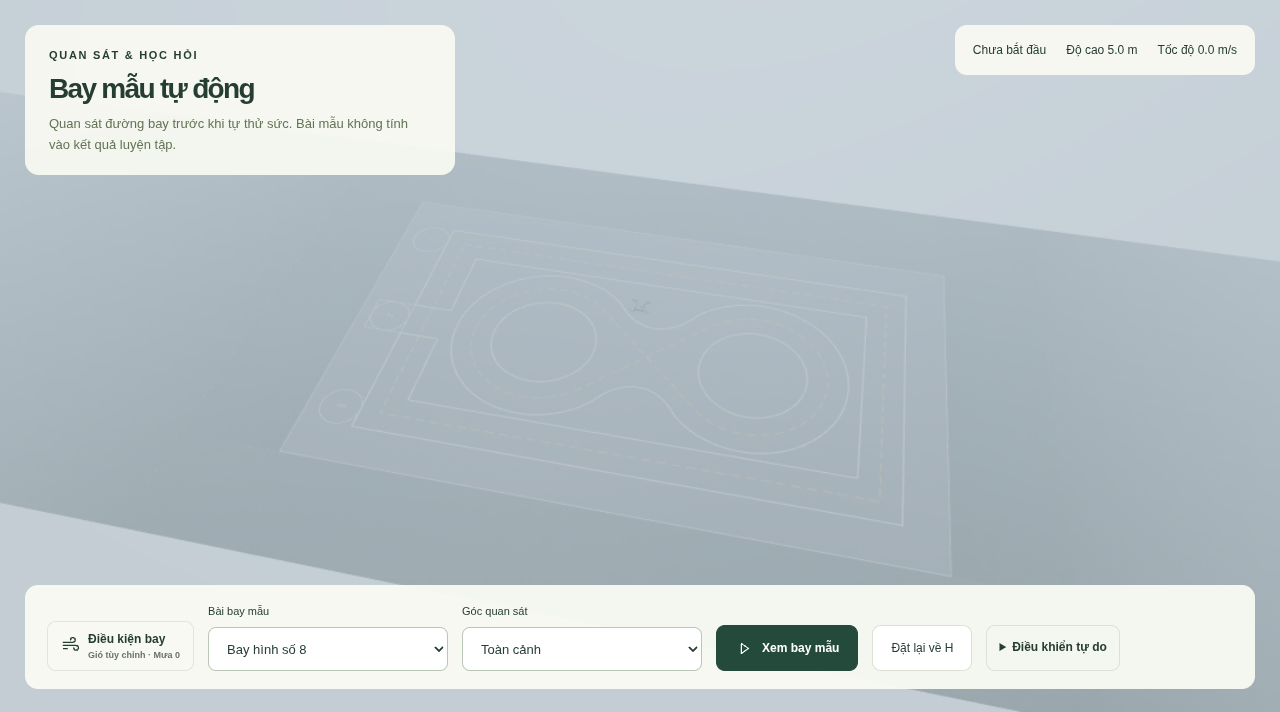 QUAN SÁT & HỌC HỎI
Bay mẫu tự động
Quan sát đường bay trước khi tự thử sức. Bài mẫu không tính
vào kết quả luyện tập.
Chưa bắt đầu Độ cao 5.0 m Tốc độ 0.0 m/s
Bài bay mẫu
Góc quan sát
Điều kiện bay
Gió tùy chỉnh · Mưa 0
Bay hình số 8
Toàn cảnh
Xem bay mẫu
Đặt lại về H
Điều khiển tự do